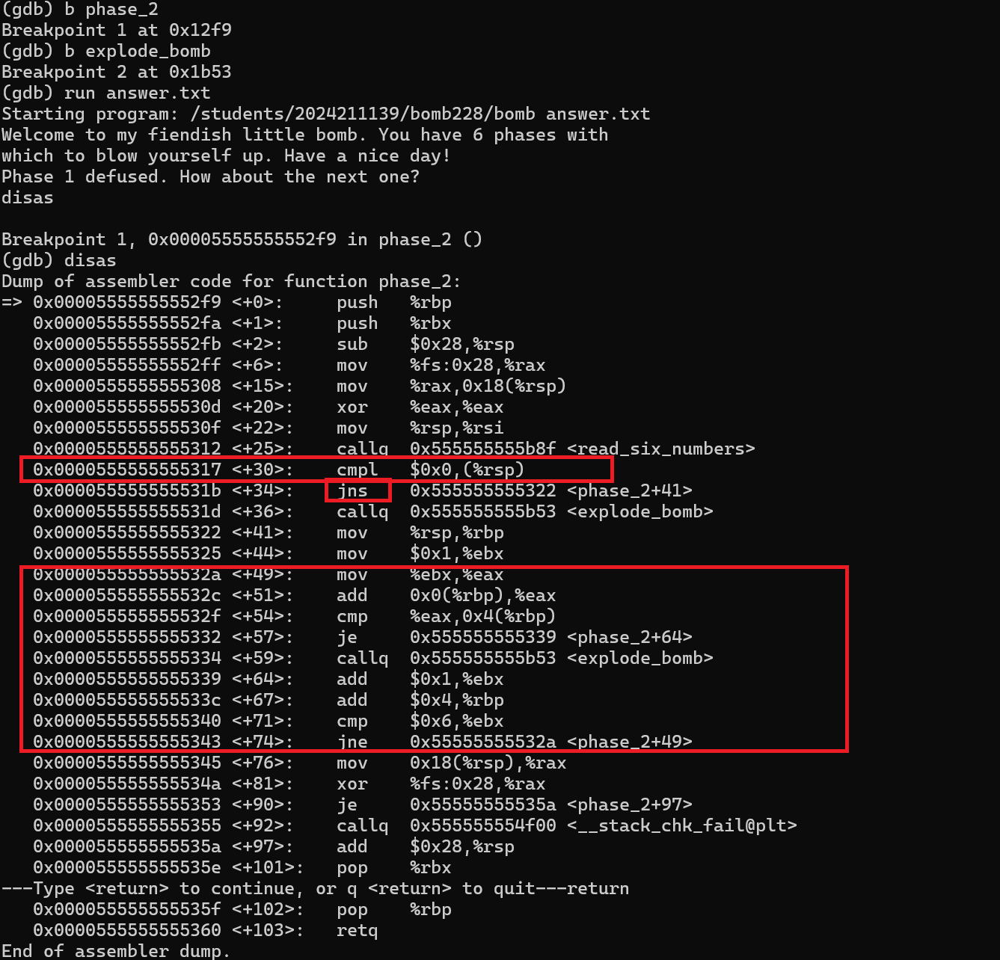 (gdb) b phase_2
Breakpoint 1 at 0x12f9
(gdb) b explode_bomb
Breakpoint 2 at 0x1b53
(gdb) run answer.txt
Starting program: /students/2024211139/bomb228/bomb answer.txt
Welcome to my fiendish little bomb. You have 6 phases with
which to blow yourself up. Have a nice day!
Phase 1 defused. How about the next one?
disas
Breakpoint 1, 0x00005555555552f9 in phase_2 ()
(gdb) disas
Dump of assembler code for function phase_2:
=> 0x00005555555552f9 <+0>:     push   %rbp
   0x00005555555552fa <+1>:     push   %rbx
   0x00005555555552fb <+2>:     sub    $0x28,%rsp
   0x00005555555552ff <+6>:     mov    %fs:0x28,%rax
   0x0000555555555308 <+15>:    mov    %rax,0x18(%rsp)
   0x000055555555530d <+20>:    xor    %eax,%eax
   0x000055555555530f <+22>:    mov    %rsp,%rsi
   0x0000555555555312 <+25>:    callq  0x555555555b8f <read_six_numbers>
   0x0000555555555317 <+30>:    cmpl   $0x0,(%rsp)
   0x000055555555531b <+34>:    jns    0x555555555322 <phase_2+41>
   0x000055555555531d <+36>:    callq  0x555555555b53 <explode_bomb>
   0x0000555555555322 <+41>:    mov    %rsp,%rbp
   0x0000555555555325 <+44>:    mov    $0x1,%ebx
   0x000055555555532a <+49>:    mov    %ebx,%eax
   0x000055555555532c <+51>:    add    0x0(%rbp),%eax
   0x000055555555532f <+54>:    cmp    %eax,0x4(%rbp)
   0x0000555555555332 <+57>:    je     0x555555555339 <phase_2+64>
   0x0000555555555334 <+59>:    callq  0x555555555b53 <explode_bomb>
   0x0000555555555339 <+64>:    add    $0x1,%ebx
   0x000055555555533c <+67>:    add    $0x4,%rbp
   0x0000555555555340 <+71>:    cmp    $0x6,%ebx
   0x0000555555555343 <+74>:    jne    0x55555555532a <phase_2+49>
   0x0000555555555345 <+76>:    mov    0x18(%rsp),%rax
   0x000055555555534a <+81>:    xor    %fs:0x28,%rax
   0x0000555555555353 <+90>:    je     0x55555555535a <phase_2+97>
   0x0000555555555355 <+92>:    callq  0x555555554f00 <__stack_chk_fail@plt>
   0x000055555555535a <+97>:    add    $0x28,%rsp
   0x000055555555535e <+101>:   pop    %rbx
---Type <return> to continue, or q <return> to quit---return
   0x000055555555535f <+102>:   pop    %rbp
   0x0000555555555360 <+103>:   retq
End of assembler dump.